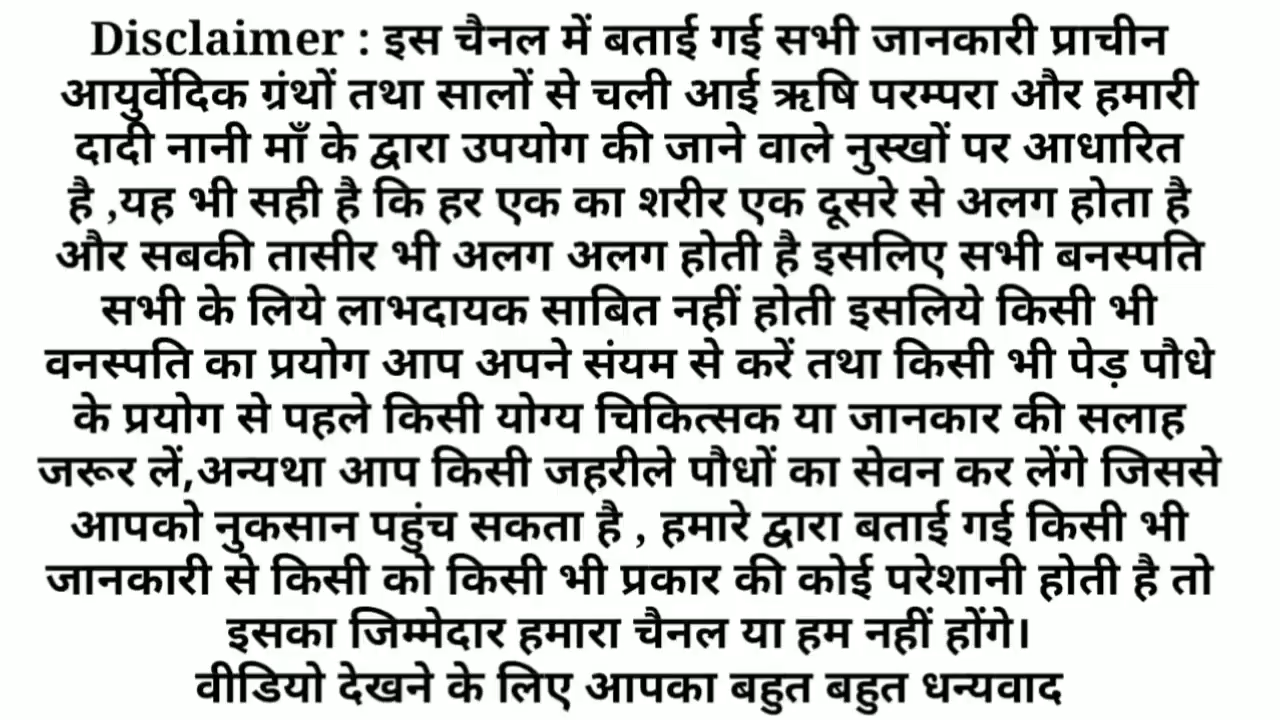 Disclaimer : इस चैनल में बताई गई सभी जानकारी प्राचीन
आयुर्वेदिक ग्रंथों तथा सालों से चली आई ऋषि परम्परा और हमारी
दादी नानी माँ के द्वारा उपयोग की जाने वाले नुस्खों पर आधारित
है ,यह भी सही है कि हर एक का शरीर एक दूसरे से अलग होता है
और सबकी तासीर भी अलग अलग होती है इसलिए सभी बनस्पति
सभी के लिये लाभदायक साबित नहीं होती इसलिये किसी भी
वनस्पति का प्रयोग आप अपने संयम से करें तथा किसी भी पेड़ पौधे
के प्रयोग से पहले किसी योग्य चिकित्सक या जानकार की सलाह
जरूर लें,अन्यथा आप किसी जहरीले पौधों का सेवन कर लेंगे जिससे
आपको नुकसान पहुंच सकता है , हमारे द्वारा बताई गई किसी भी
जानकारी से किसी को किसी भी प्रकार की कोई परेशानी होती है तो
इसका जिम्मेदार हमारा चैनल या हम नहीं होंगे।
वीडियो देखने के लिए आपका बहुत बहुत धन्यवाद